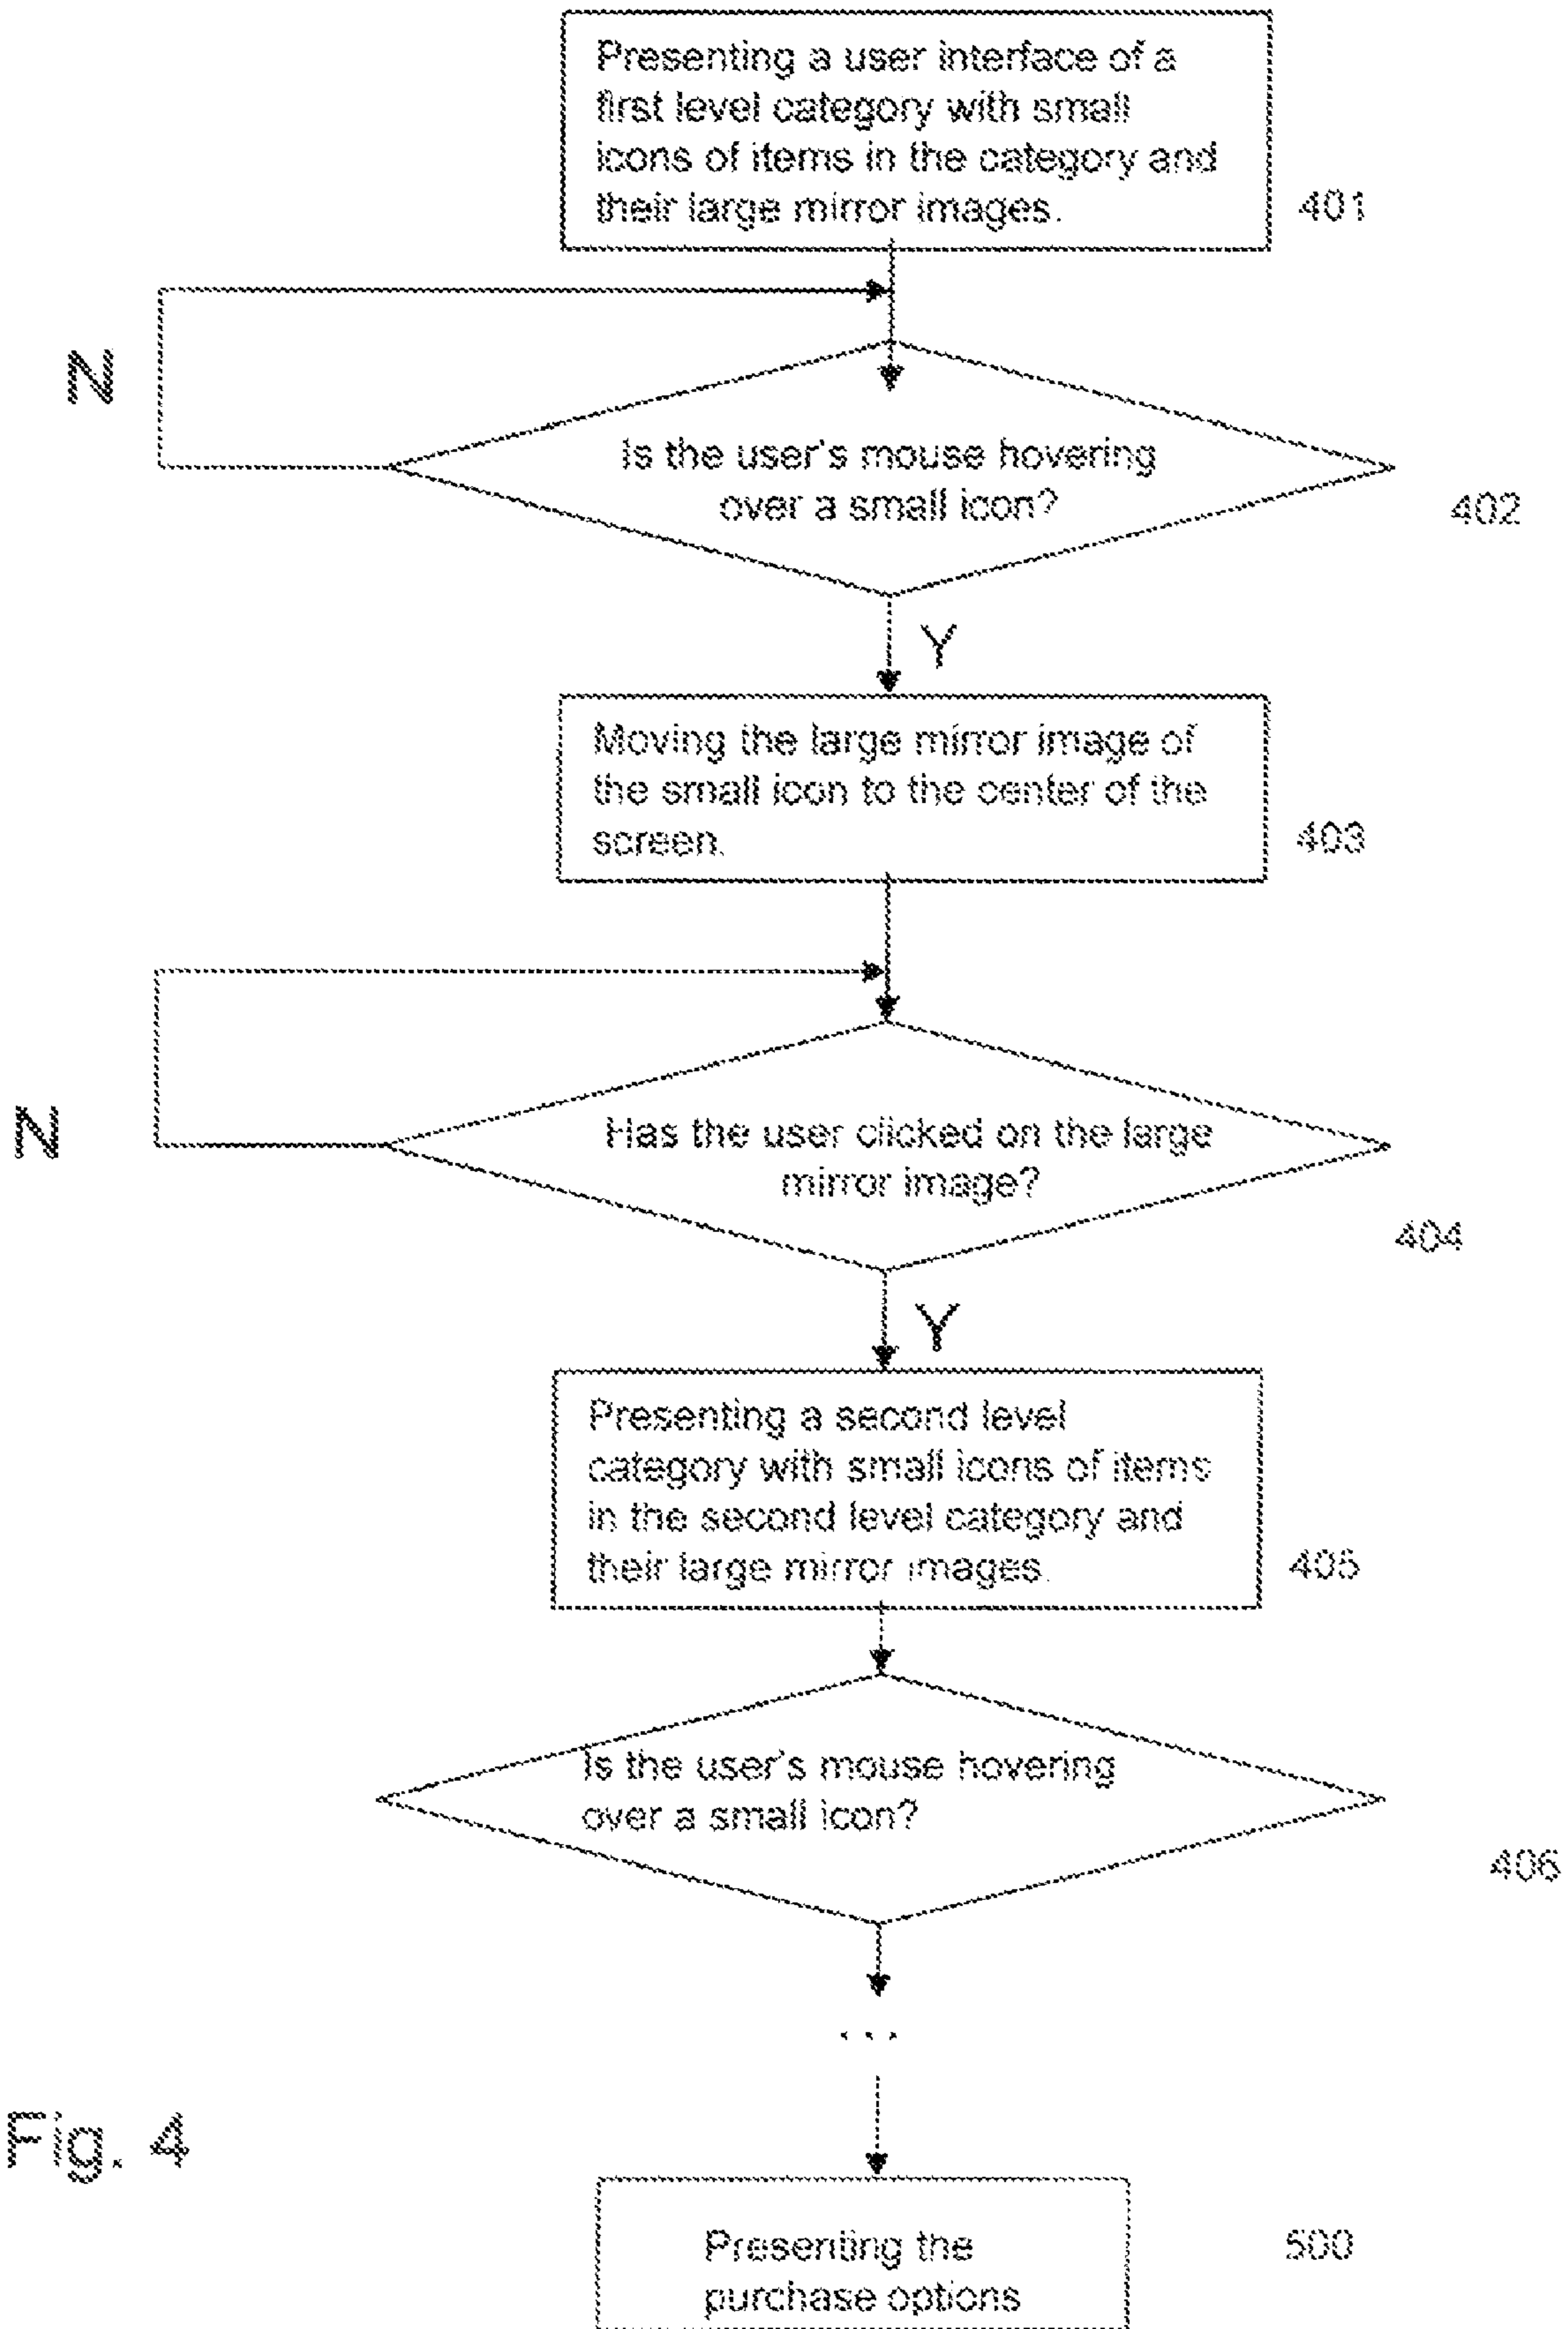 Presenting a user interface of a
first level category with small
icons of items in the category and
their large mirror images.
401
N
Is the user's mouse hovering
over a small icon?
402
Y
Moving the large mirror image of
the small icon to the center of the
screen.
403
N
Has the user clicked on the large
mirror image?
404
Y
Presenting a second level
category with small icons of items
in the second level category and
their large mirror images.
405
Is the user's mouse hovering
over a small icon?
406
...
Fig. 4
Presenting the
purchase options
500